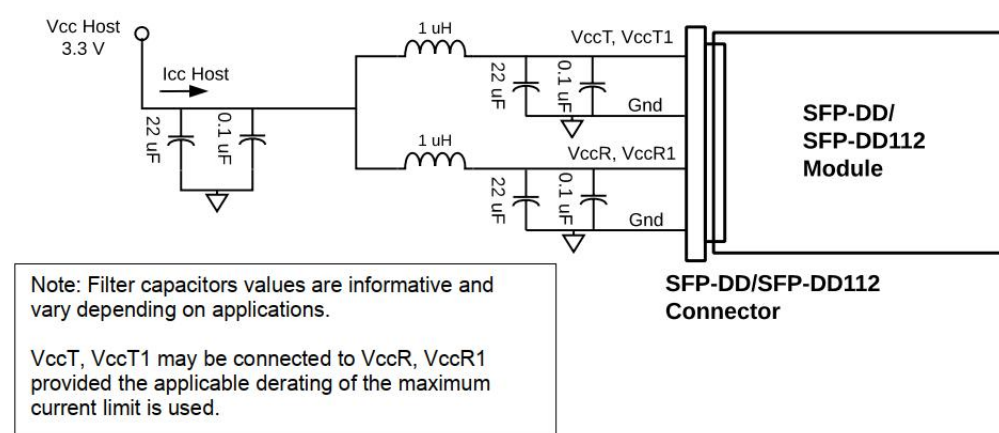 Vcc Host
3.3 V
Icc Host
22 uF
0.1 uF
1 uH
VccT, VccT1
22 uF
0.1 uF
Gnd
1 uH
VccR, VccR1
22 uF
0.1 uF
Gnd
SFP-DD/
SFP-DD112
Module
SFP-DD/SFP-DD112
Connector
Note: Filter capacitors values are informative and
vary depending on applications.
VccT, VccT1 may be connected to VccR, VccR1
provided the applicable derating of the maximum
current limit is used.